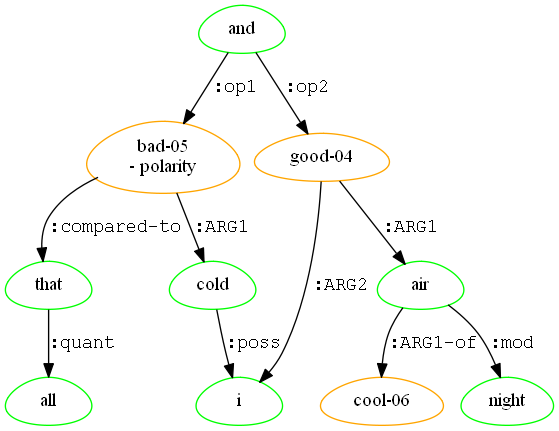 and
:op1
:op2
bad-05
- polarity
good-04
:compared-to
:ARG1
:ARG1
that
cold
:ARG2
air
:quant
:poss
:ARG1-of
:mod
all
i
cool-06
night